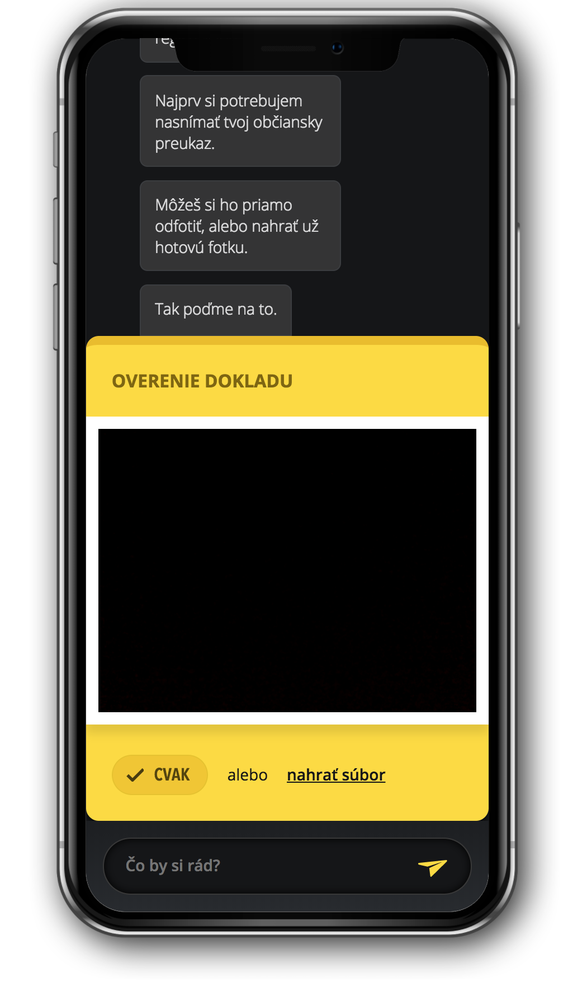 Najprv si potrebujem
nasnímať tvoj občiansky
preukaz.
Môžeš si ho priamo
odfotiť, alebo nahrať už
hotovú fotku.
Tak poďme na to.
OVERENIE DOKLADU
CVAK alebo nahrať súbor
Čo by si rád?